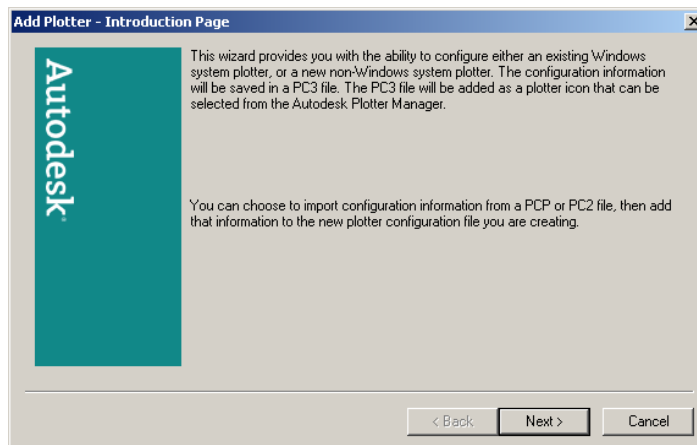 Add Plotter - Introduction Page
Autodesk
This wizard provides you with the ability to configure either an existing Windows
system plotter, or a new non-Windows system plotter. The configuration information
will be saved in a PC3 file. The PC3 file will be added as a plotter icon that can be
selected from the Autodesk Plotter Manager.
You can choose to import configuration information from a PCP or PC2 file, then add
that information to the new plotter configuration file you are creating.
< Back
Next >
Cancel